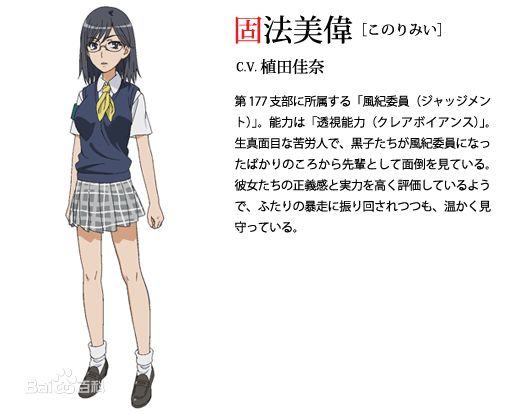 固法美偉［このりみい］
C.V. 植田佳奈
第177支部に所属する「風紀委員（ジャッジメン
ト）」。能力は「透視能力（クレアボイアンス）」。
生真面目な苦労人で、黒子たちが風紀委員になっ
たばかりのころから先輩として面倒を見ている。
彼女たちの正義感と実力を高く評価しているよう
で、ふたりの暴走に振り回されつつも、温かく見
守っている。
Bai百科